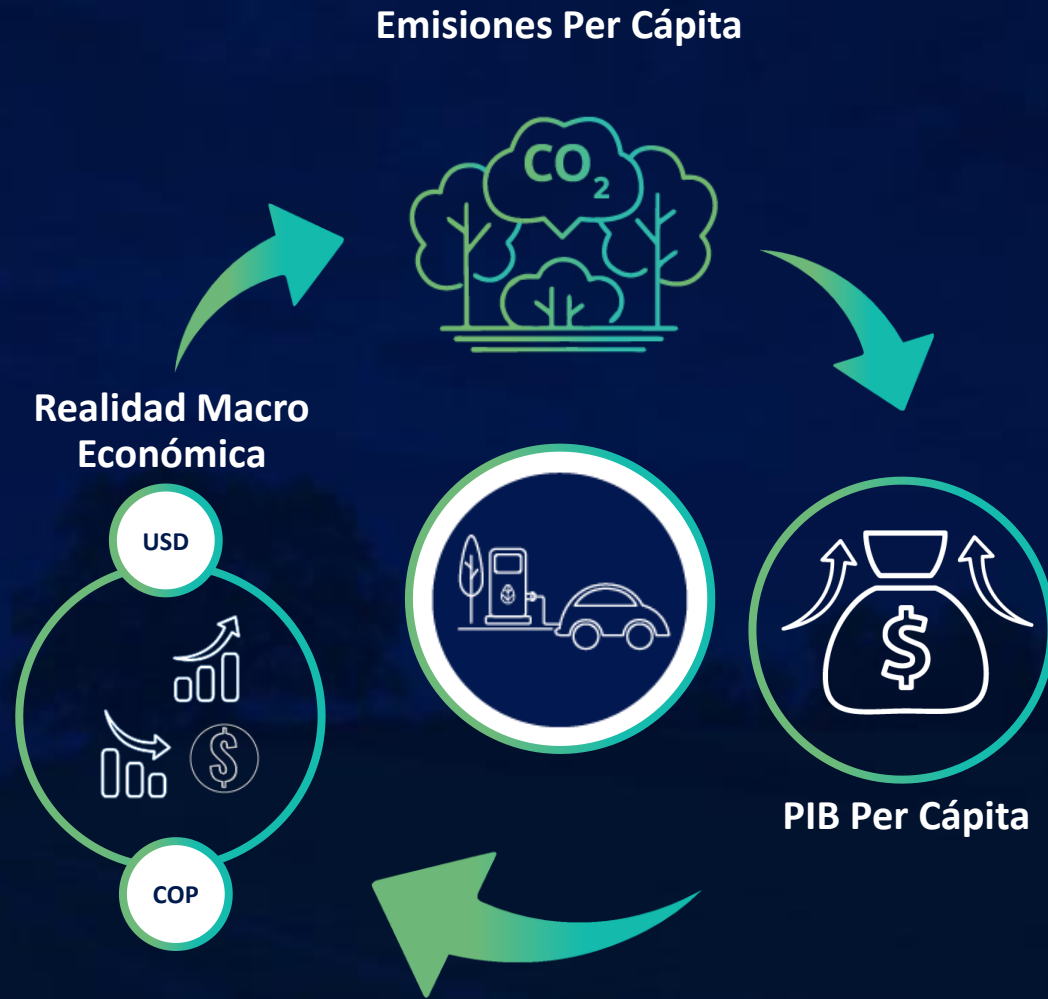 Emisiones Per Cápita
CO2
Realidad Macro
Económica
USD
$
$
COP
PIB Per Cápita